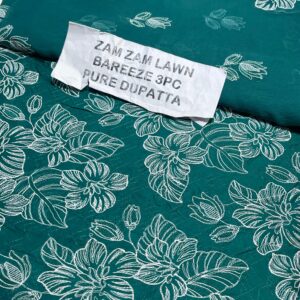 ZAM ZAM LAWN
BAREEZE 3PC
PURE DUPATTA